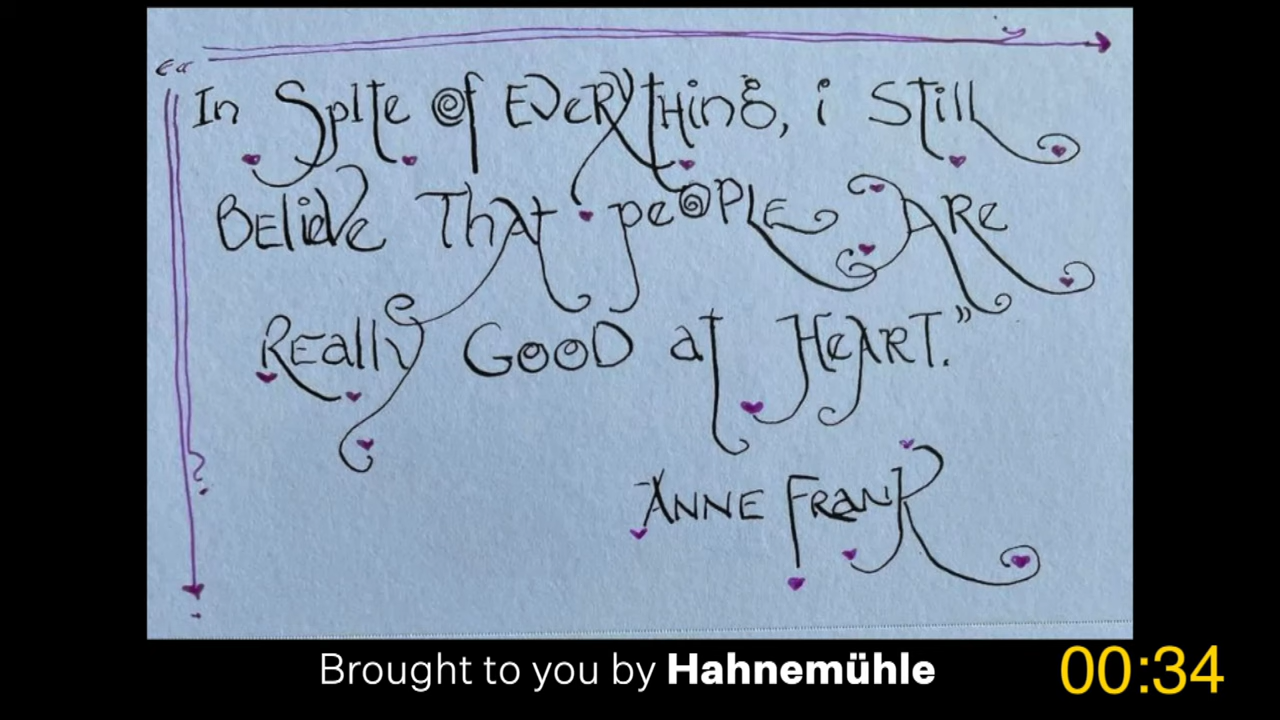 “In Spite of EVERYTHing, i Still
BElieve ThAt peOPLE ARe
REally GOOD at HeART.”
ANNE FRanK
Brought to you by Hahnemühle
00:34